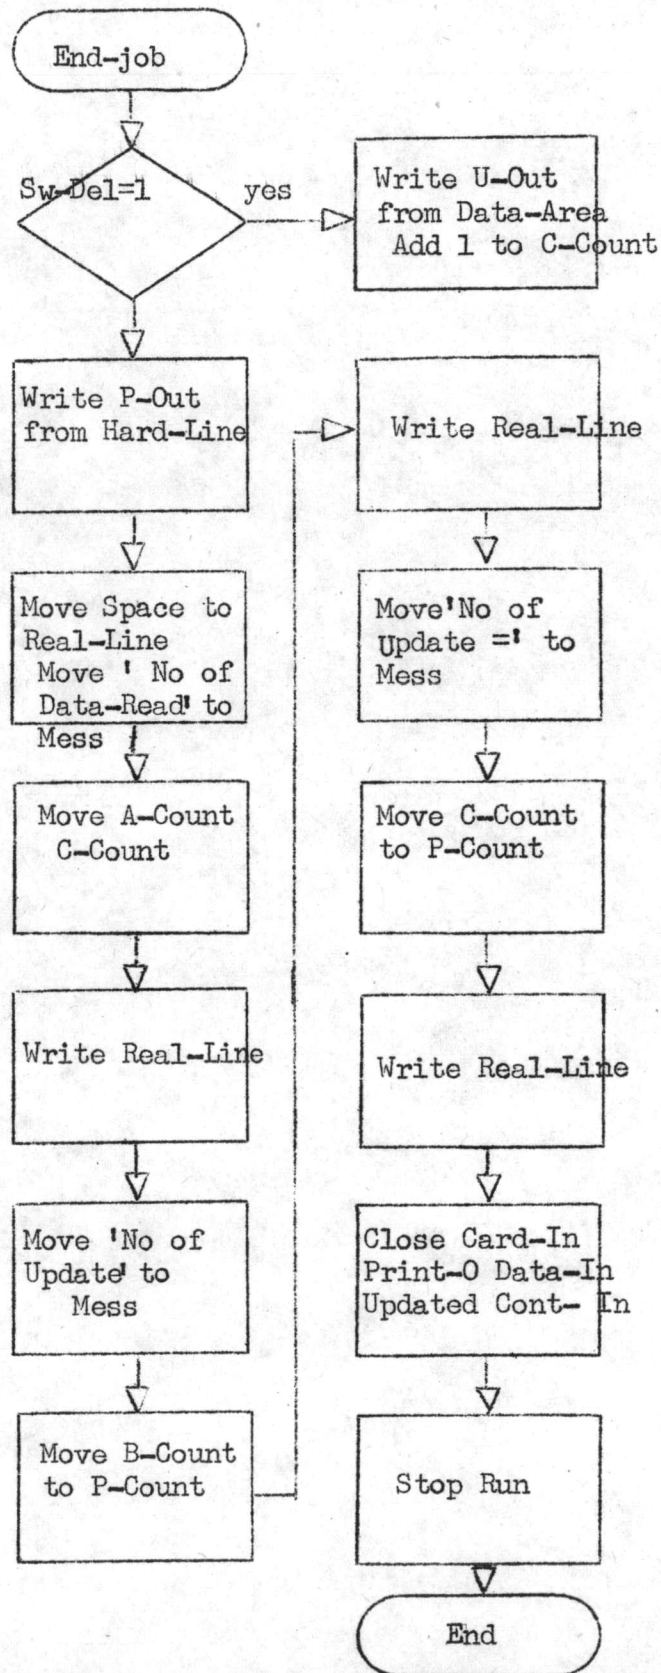 End-job
Sw-Del=1
yes
Write U-Out
from Data-Area
Add 1 to C-Count
Write P-Out
from Hard-Line
Move Space to
Real-Line
Move ' No of
Data-Read' to
Mess
Move A-Count
C-Count
Write Real-Line
Move 'No of
Update' to
Mess
Move B-Count
to P-Count
Write Real-Line
Move'No of
Update =' to
Mess
Move C-Count
to P-Count
Write Real-Line
Close Card-In
Print-O Data-In
Updated Cont- In
Stop Run
End